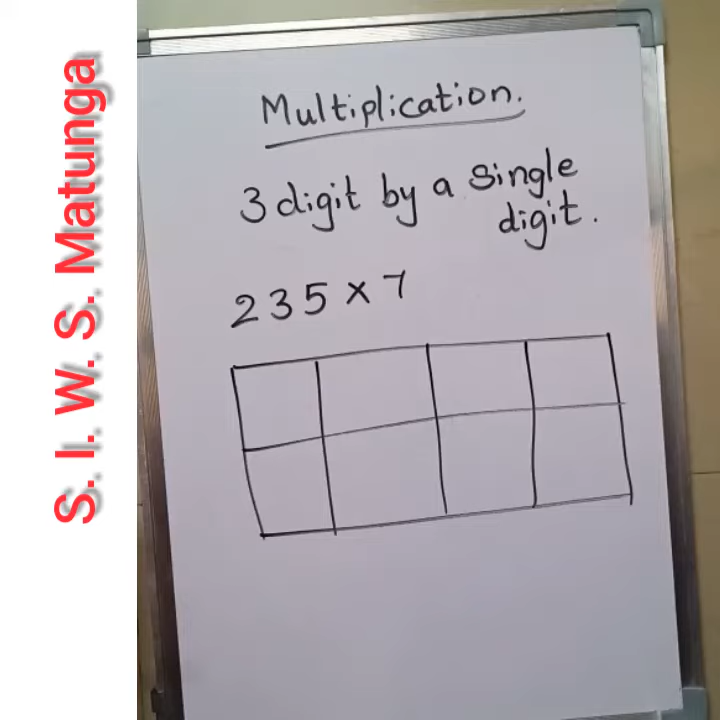 S. I. W. S. Matunga
Multiplication.
3 digit by a single
digit.
235 × 7